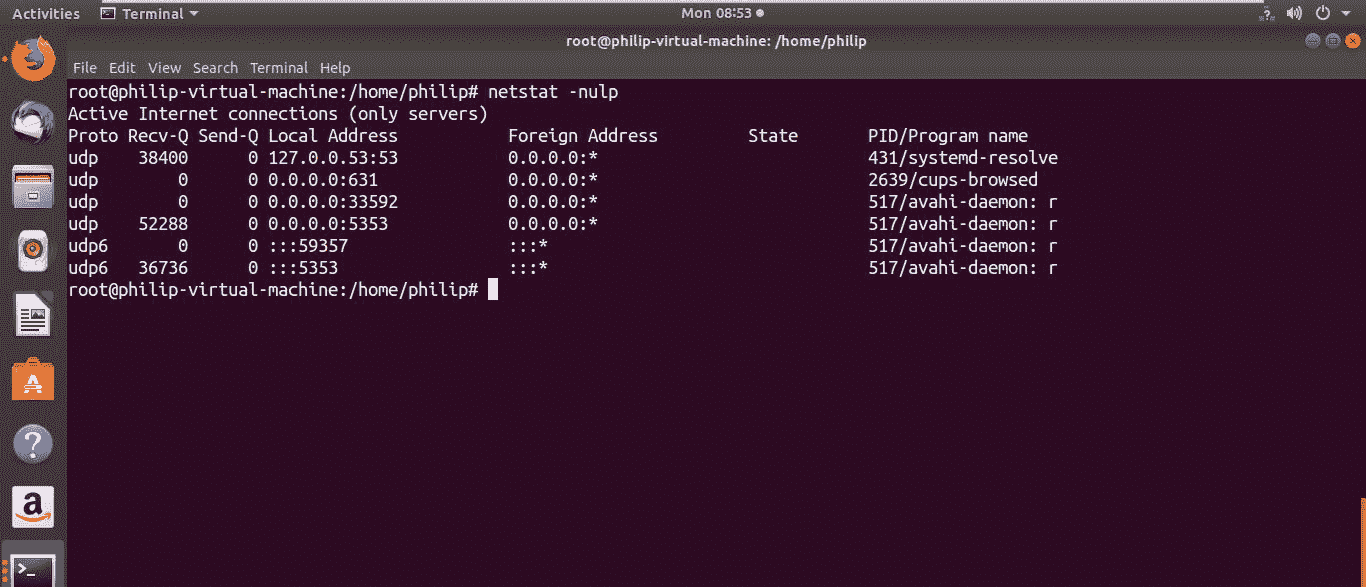 Activities Terminal Mon 08:53
root@philip-virtual-machine: /home/philip
File Edit View Search Terminal Help
root@philip-virtual-machine:/home/philip# netstat -nulp
Active Internet connections (only servers)
Proto Recv-Q Send-Q Local Address Foreign Address State PID/Program name
udp 38400 0 127.0.0.53:53 0.0.0.0:* 431/systemd-resolve
udp 0 0 0.0.0.0:631 0.0.0.0:* 2639/cups-browsed
udp 0 0 0.0.0.0:33592 0.0.0.0:* 517/avahi-daemon: r
udp 52288 0 0.0.0.0:5353 0.0.0.0:* 517/avahi-daemon: r
udp6 0 0 :::59357 :::* 517/avahi-daemon: r
udp6 36736 0 :::5353 :::* 517/avahi-daemon: r
root@philip-virtual-machine:/home/philip#